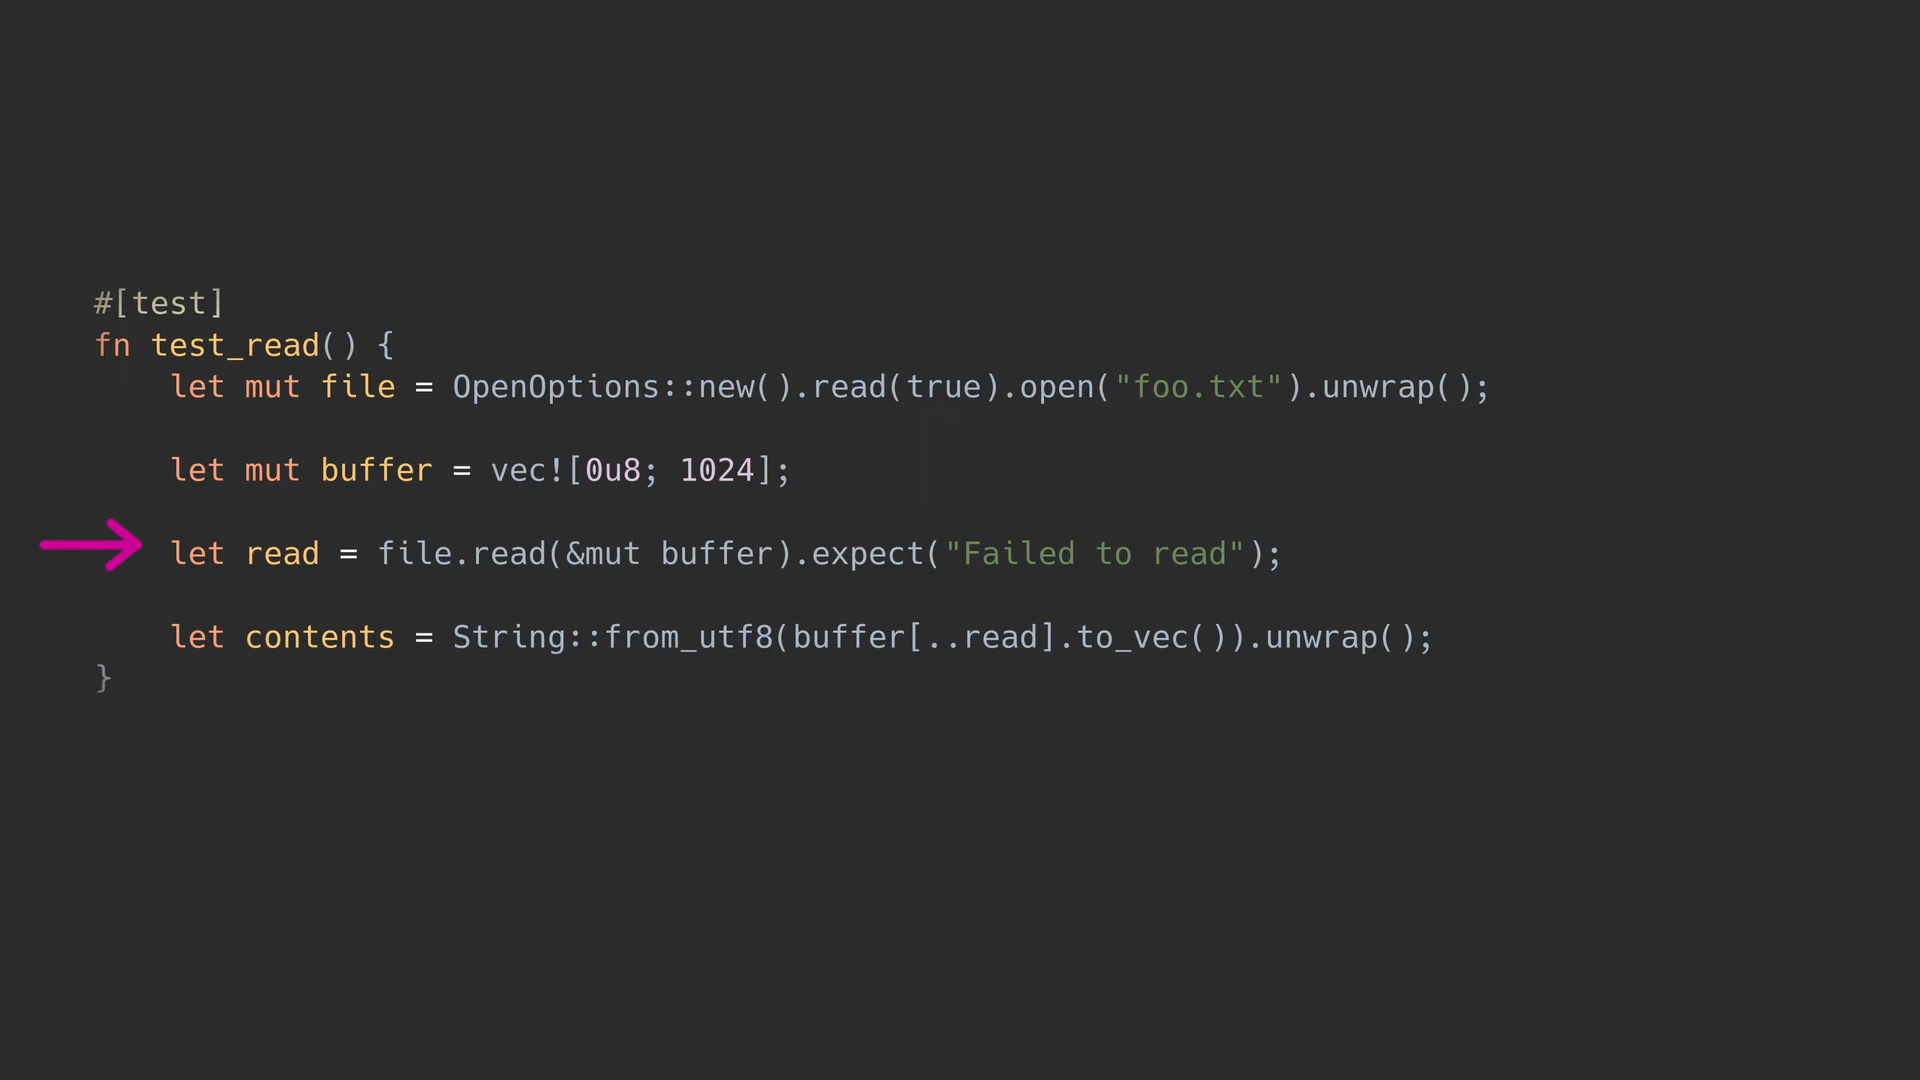 #[test]
fn test_read() {
    let mut file = OpenOptions::new().read(true).open("foo.txt").unwrap();
    let mut buffer = vec![0u8; 1024];
    let read = file.read(&mut buffer).expect("Failed to read");
    let contents = String::from_utf8(buffer[..read].to_vec()).unwrap();
}